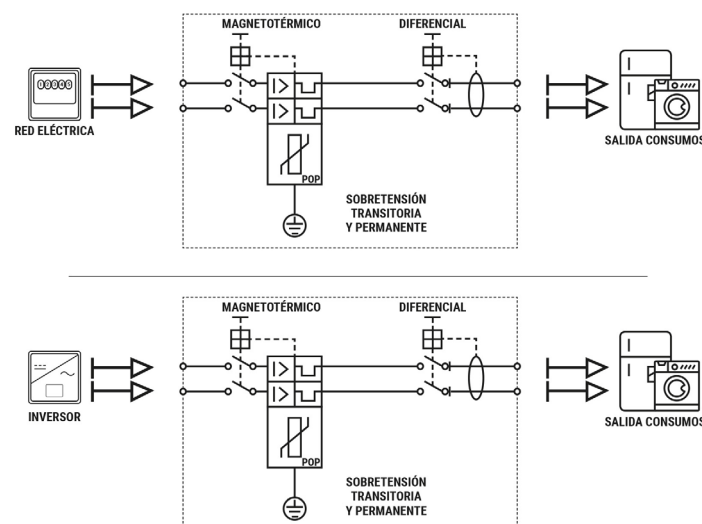 MAGNETOTÉRMICO
DIFERENCIAL
RED ELÉCTRICA
SALIDA CONSUMOS
POP
SOBRETENSIÓN
TRANSITORIA
Y PERMANENTE
MAGNETOTÉRMICO
DIFERENCIAL
INVERSOR
SALIDA CONSUMOS
POP
SOBRETENSIÓN
TRANSITORIA
Y PERMANENTE